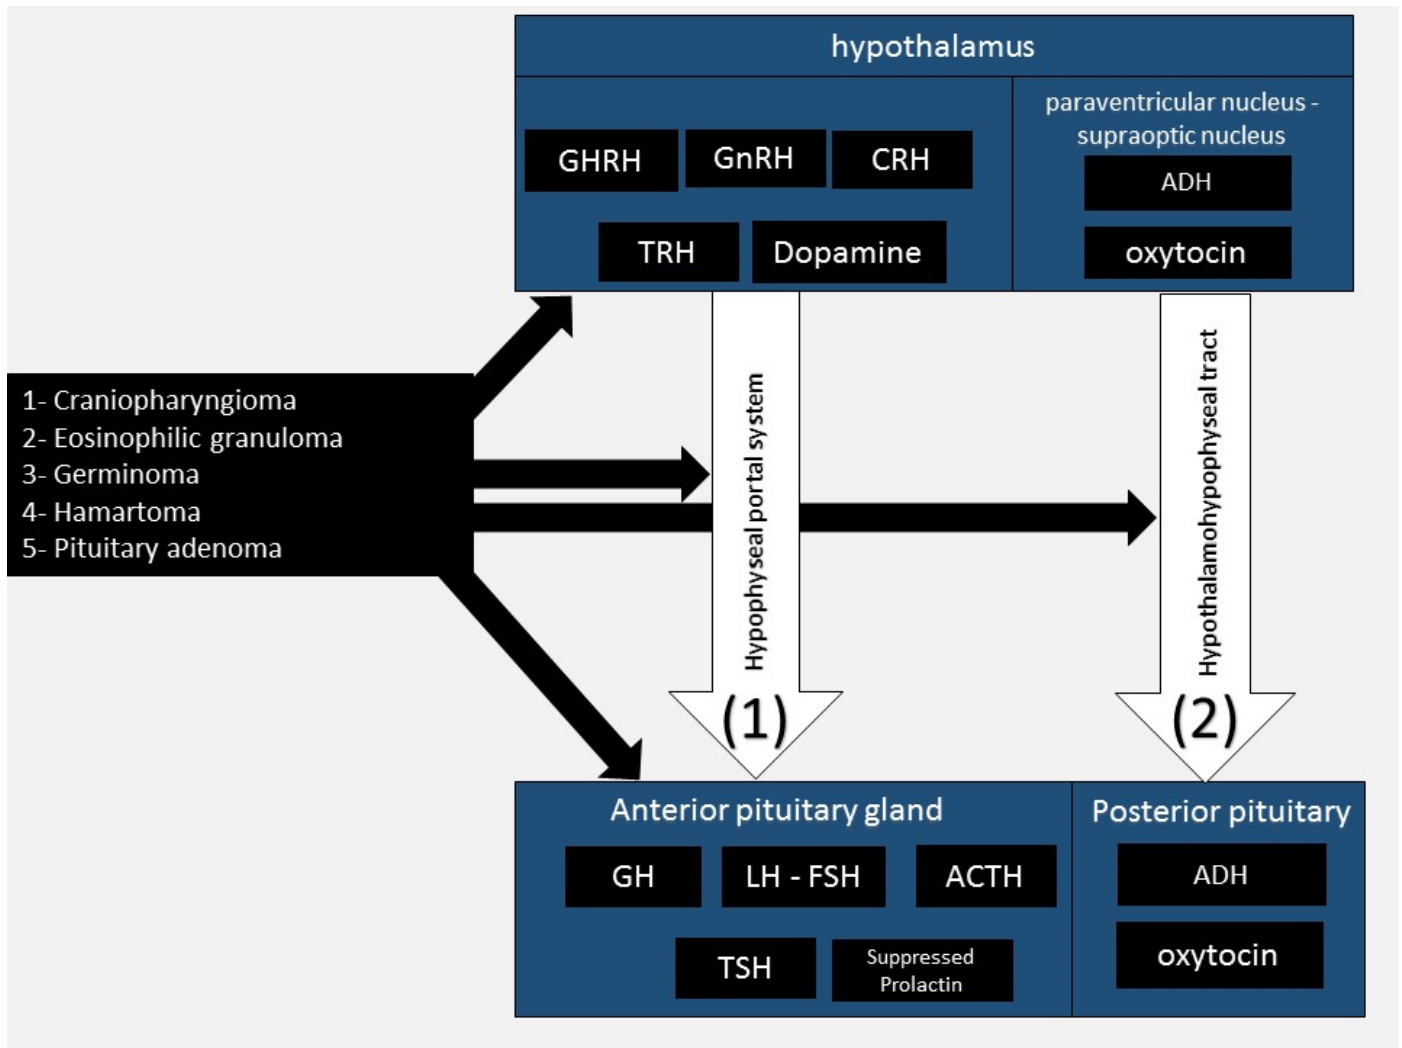 hypothalamus
paraventricular nucleus -
supraoptic nucleus
GHRH
GnRH
CRH
ADH
TRH
Dopamine
oxytocin
1- Craniopharyngioma
2- Eosinophilic granuloma
3- Germinoma
4- Hamartoma
5- Pituitary adenoma
Hypophyseal portal system
(1)
Hypothalamohypophyseal tract
(2)
Anterior pituitary gland
GH
LH - FSH
ACTH
TSH
Suppressed
Prolactin
Posterior pituitary
ADH
oxytocin